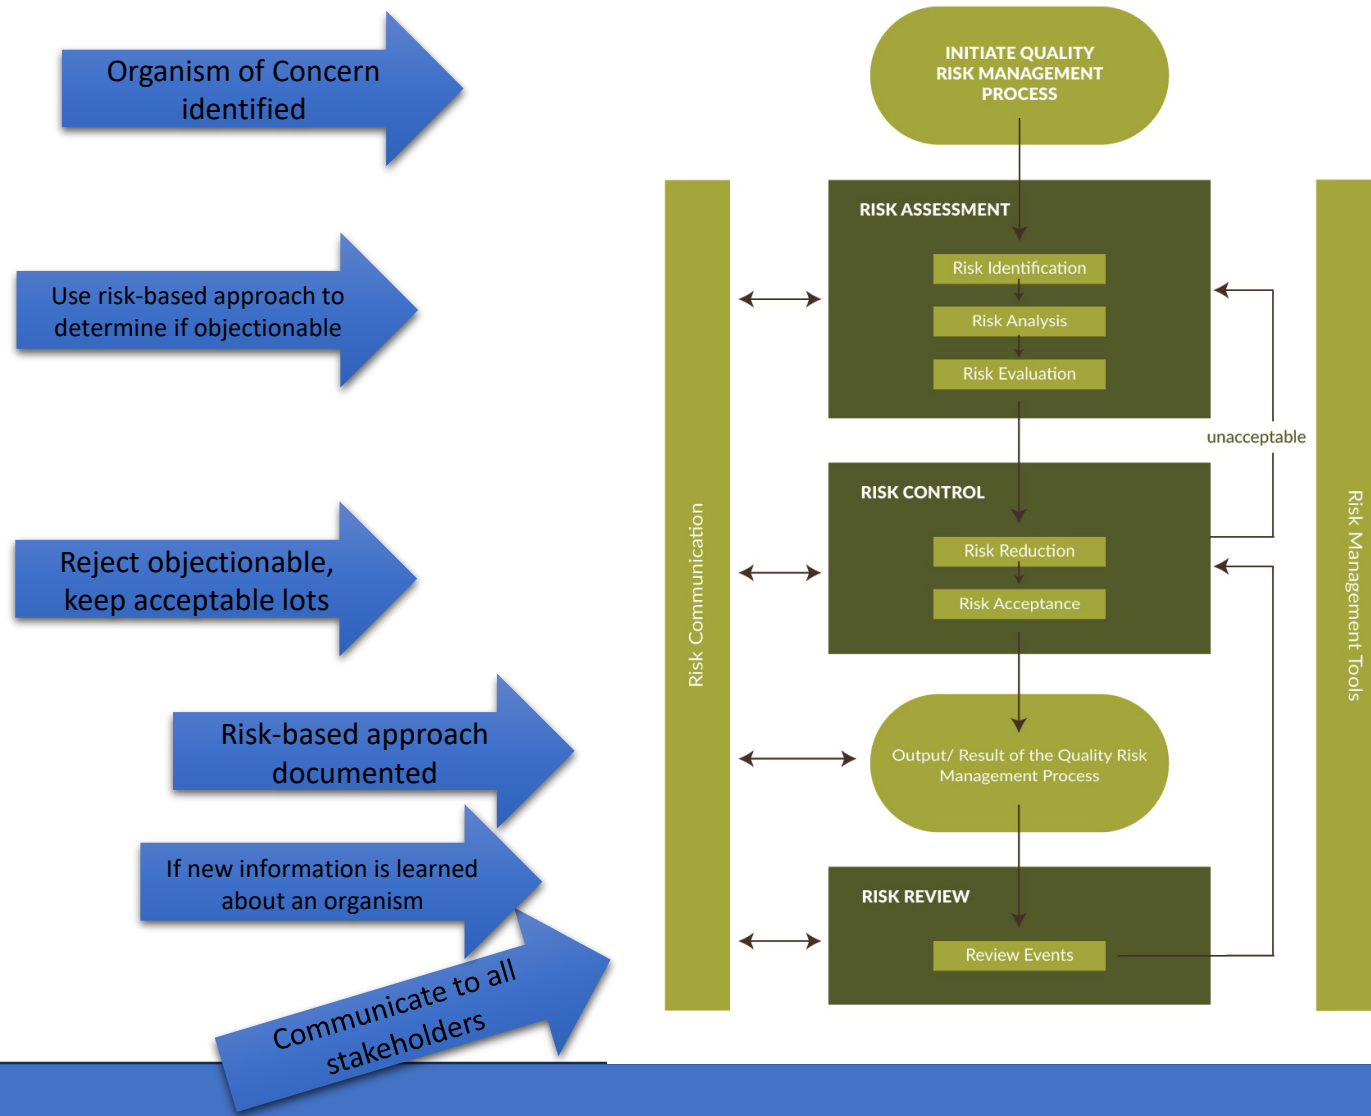 Organism of Concern
identified
Use risk-based approach to
determine if objectionable
Reject objectionable,
keep acceptable lots
Risk-based approach
documented
If new information is learned
about an organism
Communicate to all
stakeholders
INITIATE QUALITY
RISK MANAGEMENT
PROCESS
Risk Communication
RISK ASSESSMENT
Risk Identification
Risk Analysis
Risk Evaluation
unacceptable
RISK CONTROL
Risk Reduction
Risk Acceptance
Output/ Result of the Quality Risk
Management Process
RISK REVIEW
Review Events
Risk Management Tools